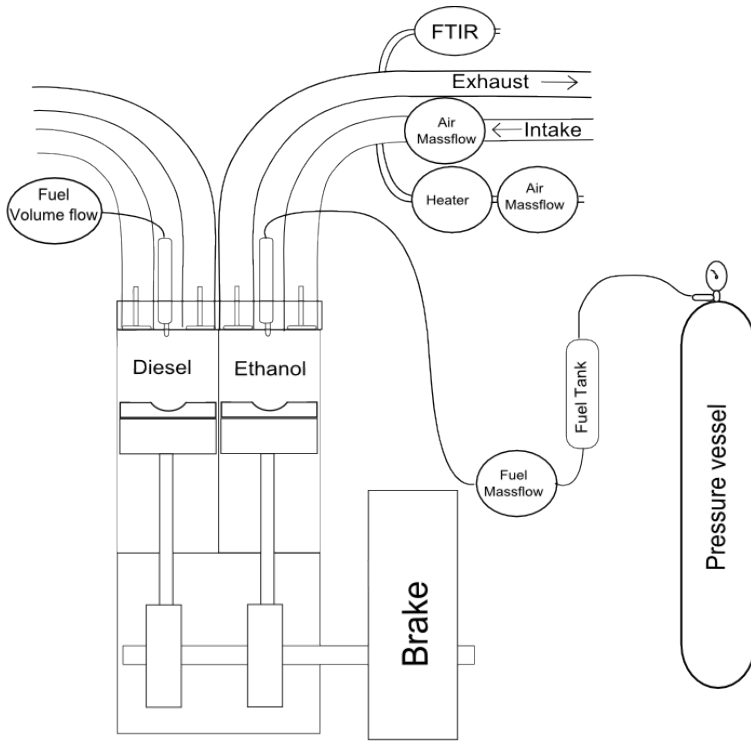 FTIR
Exhaust
Air
Massflow
Intake
Fuel
Volume flow
Heater
Air
Massflow
Diesel
Ethanol
Fuel Tank
Fuel
Massflow
Pressure vessel
Brake